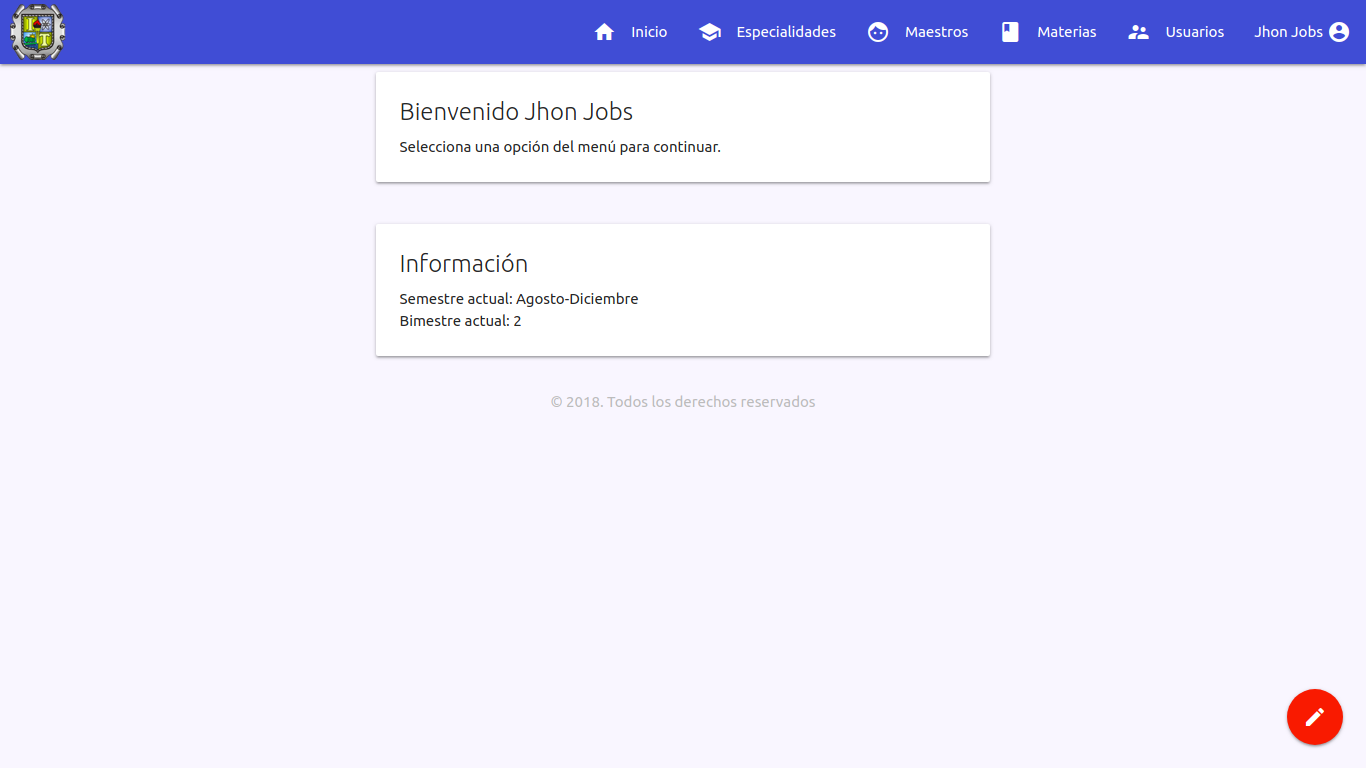 Inicio
Especialidades
Maestros
Materias
Usuarios
Jhon Jobs
Bienvenido Jhon Jobs
Selecciona una opción del menú para continuar.
Información
Semestre actual: Agosto-Diciembre
Bimestre actual: 2
© 2018. Todos los derechos reservados